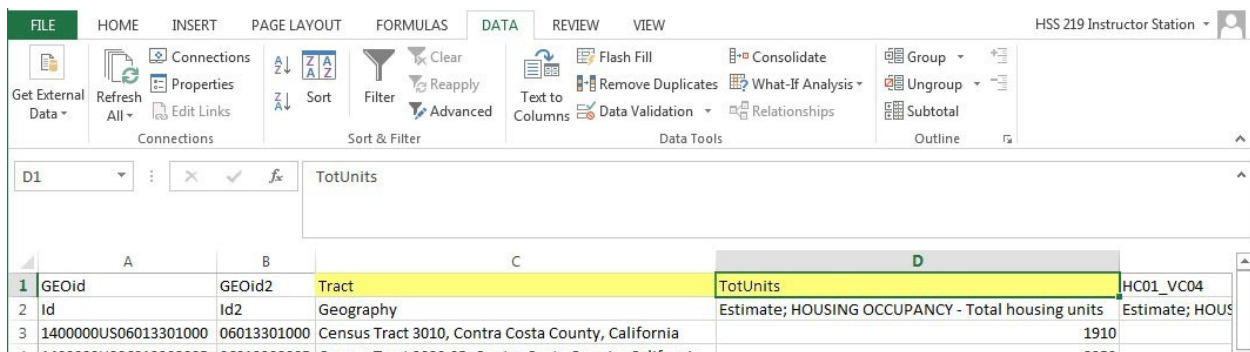 FILE HOME INSERT PAGE LAYOUT FORMULAS DATA REVIEW VIEW HSS 219 Instructor Station
Get External Data
Refresh All
Connections
Properties
Edit Links
Connections
Sort
Filter
Clear
Reapply
Advanced
Sort & Filter
Text to Columns
Flash Fill
Remove Duplicates
Data Validation
Consolidate
What-If Analysis
Relationships
Data Tools
Group
Ungroup
Subtotal
Outline
D1 fx TotUnits
A B C D
1 GEOid GEOid2 Tract TotUnits HC01_VC04
2 Id Id2 Geography Estimate; HOUSING OCCUPANCY - Total housing units Estimate; HOUS
3 1400000US06013301000 06013301000 Census Tract 3010, Contra Costa County, California 1910